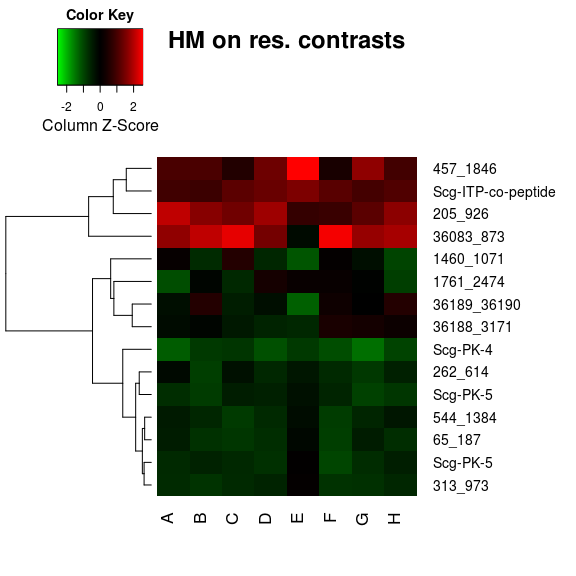 Color Key
HM on res. contrasts
-2 0 2
Column Z-Score
457_1846
Scg-ITP-co-peptide
205_926
36083_873
1460_1071
1761_2474
36189_36190
36188_3171
Scg-PK-4
262_614
Scg-PK-5
544_1384
65_187
Scg-PK-5
313_973
A B C D E F G H